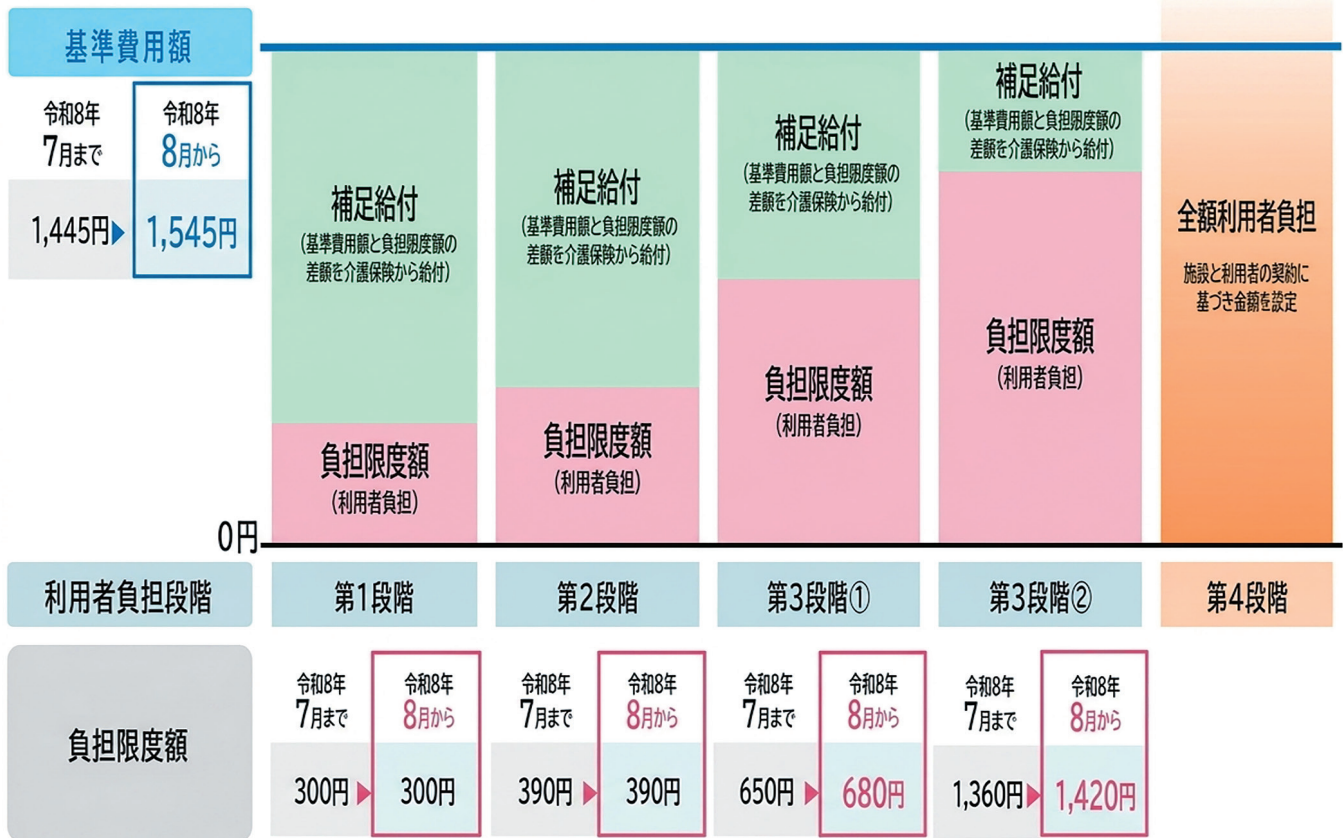 基準費用額
令和8年
7月まで
令和8年
8月から
1,445円
1,545円
補足給付
(基準費用額と負担限度額の
差額を介護保険から給付)
負担限度額
(利用者負担)
補足給付
(基準費用額と負担限度額の
差額を介護保険から給付)
負担限度額
(利用者負担)
補足給付
(基準費用額と負担限度額の
差額を介護保険から給付)
負担限度額
(利用者負担)
補足給付
(基準費用額と負担限度額の
差額を介護保険から給付)
負担限度額
(利用者負担)
全額利用者負担
施設と利用者の契約に
基づき金額を設定
0円
利用者負担段階
第1段階
第2段階
第3段階①
第3段階②
第4段階
負担限度額
令和8年
7月まで
令和8年
8月から
300円
300円
令和8年
7月まで
令和8年
8月から
390円
390円
令和8年
7月まで
令和8年
8月から
650円
680円
令和8年
7月まで
令和8年
8月から
1,360円
1,420円